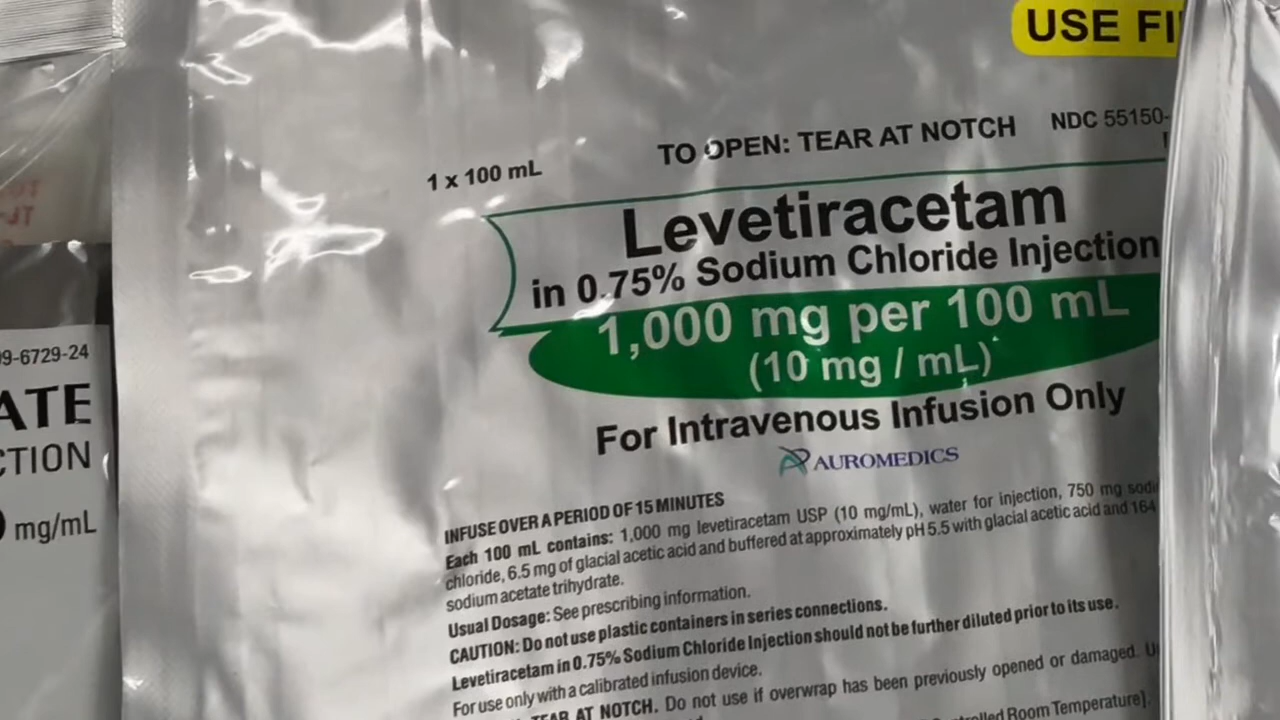 USE FI
TO OPEN: TEAR AT NOTCH NDC 55150-
1 x 100 mL
Levetiracetam
in 0.75% Sodium Chloride Injection
1,000 mg per 100 mL
(10 mg / mL)
For Intravenous Infusion Only
AUROMEDICS
INFUSE OVER A PERIOD OF 15 MINUTES
Each 100 mL contains: 1,000 mg levetiracetam USP (10 mg/mL), water for injection, 750 mg sodi
chloride, 6.5 mg of glacial acetic acid and buffered at approximately pH 5.5 with glacial acetic acid and 164
sodium acetate trihydrate.
Usual Dosage: See prescribing information.
CAUTION: Do not use plastic containers in series connections.
Levetiracetam in 0.75% Sodium Chloride Injection should not be further diluted prior to its use.
For use only with a calibrated infusion device.
TEAR AT NOTCH. Do not use if overwrap has been previously opened or damaged. U
Room Temperature].
9-6729-24
ATE
CTION
mg/mL